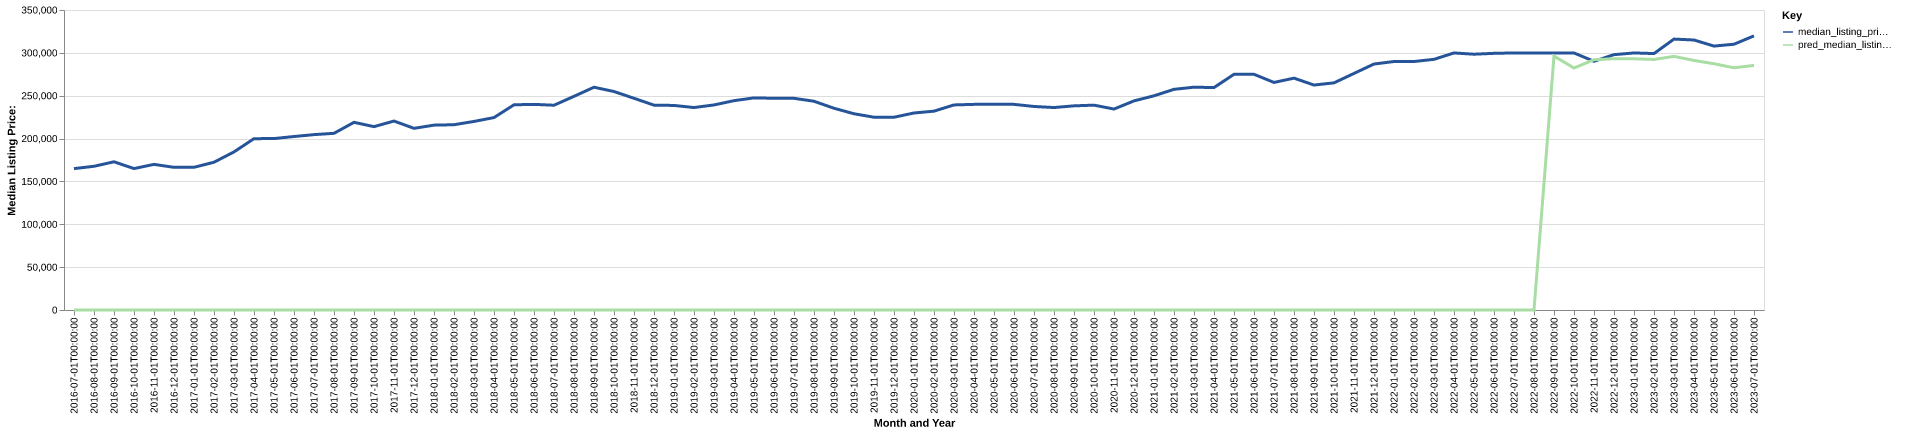 350,000
300,000
250,000
200,000
150,000
100,000
50,000
0
Median Listing Price:
2016-07-01T00:00:00
2016-08-01T00:00:00
2016-09-01T00:00:00
2016-10-01T00:00:00
2016-11-01T00:00:00
2016-12-01T00:00:00
2017-01-01T00:00:00
2017-02-01T00:00:00
2017-03-01T00:00:00
2017-04-01T00:00:00
2017-05-01T00:00:00
2017-06-01T00:00:00
2017-07-01T00:00:00
2017-08-01T00:00:00
2017-09-01T00:00:00
2017-10-01T00:00:00
2017-11-01T00:00:00
2017-12-01T00:00:00
2018-01-01T00:00:00
2018-02-01T00:00:00
2018-03-01T00:00:00
2018-04-01T00:00:00
2018-05-01T00:00:00
2018-06-01T00:00:00
2018-07-01T00:00:00
2018-08-01T00:00:00
2018-09-01T00:00:00
2018-10-01T00:00:00
2018-11-01T00:00:00
2018-12-01T00:00:00
2019-01-01T00:00:00
2019-02-01T00:00:00
2019-03-01T00:00:00
2019-04-01T00:00:00
2019-05-01T00:00:00
2019-06-01T00:00:00
2019-07-01T00:00:00
2019-08-01T00:00:00
2019-09-01T00:00:00
2019-10-01T00:00:00
2019-11-01T00:00:00
2019-12-01T00:00:00
2020-01-01T00:00:00
2020-02-01T00:00:00
2020-03-01T00:00:00
2020-04-01T00:00:00
2020-05-01T00:00:00
2020-06-01T00:00:00
2020-07-01T00:00:00
2020-08-01T00:00:00
2020-09-01T00:00:00
2020-10-01T00:00:00
2020-11-01T00:00:00
2020-12-01T00:00:00
2021-01-01T00:00:00
2021-02-01T00:00:00
2021-03-01T00:00:00
2021-04-01T00:00:00
2021-05-01T00:00:00
2021-06-01T00:00:00
2021-07-01T00:00:00
2021-08-01T00:00:00
2021-09-01T00:00:00
2021-10-01T00:00:00
2021-11-01T00:00:00
2021-12-01T00:00:00
2022-01-01T00:00:00
2022-02-01T00:00:00
2022-03-01T00:00:00
2022-04-01T00:00:00
2022-05-01T00:00:00
2022-06-01T00:00:00
2022-07-01T00:00:00
2022-08-01T00:00:00
2022-09-01T00:00:00
2022-10-01T00:00:00
2022-11-01T00:00:00
2022-12-01T00:00:00
2023-01-01T00:00:00
2023-02-01T00:00:00
2023-03-01T00:00:00
2023-04-01T00:00:00
2023-05-01T00:00:00
2023-06-01T00:00:00
2023-07-01T00:00:00
Month and Year
Key
median_listing_pri…
pred_median_listin…